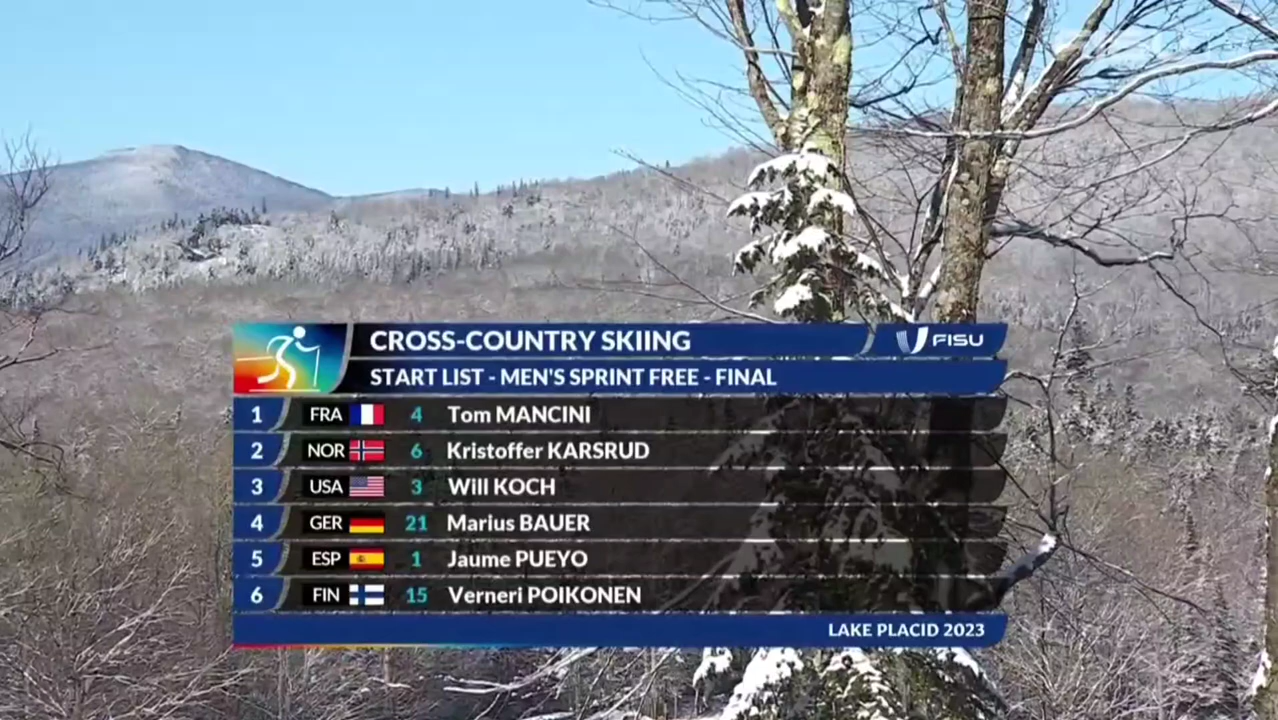 CROSS-COUNTRY SKIING FISU
START LIST - MEN'S SPRINT FREE - FINAL
1 FRA 4 Tom MANCINI
2 NOR 6 Kristoffer KARSRUD
3 USA 3 Will KOCH
4 GER 21 Marius BAUER
5 ESP 1 Jaume PUEYO
6 FIN 15 Verneri POIKONEN
LAKE PLACID 2023